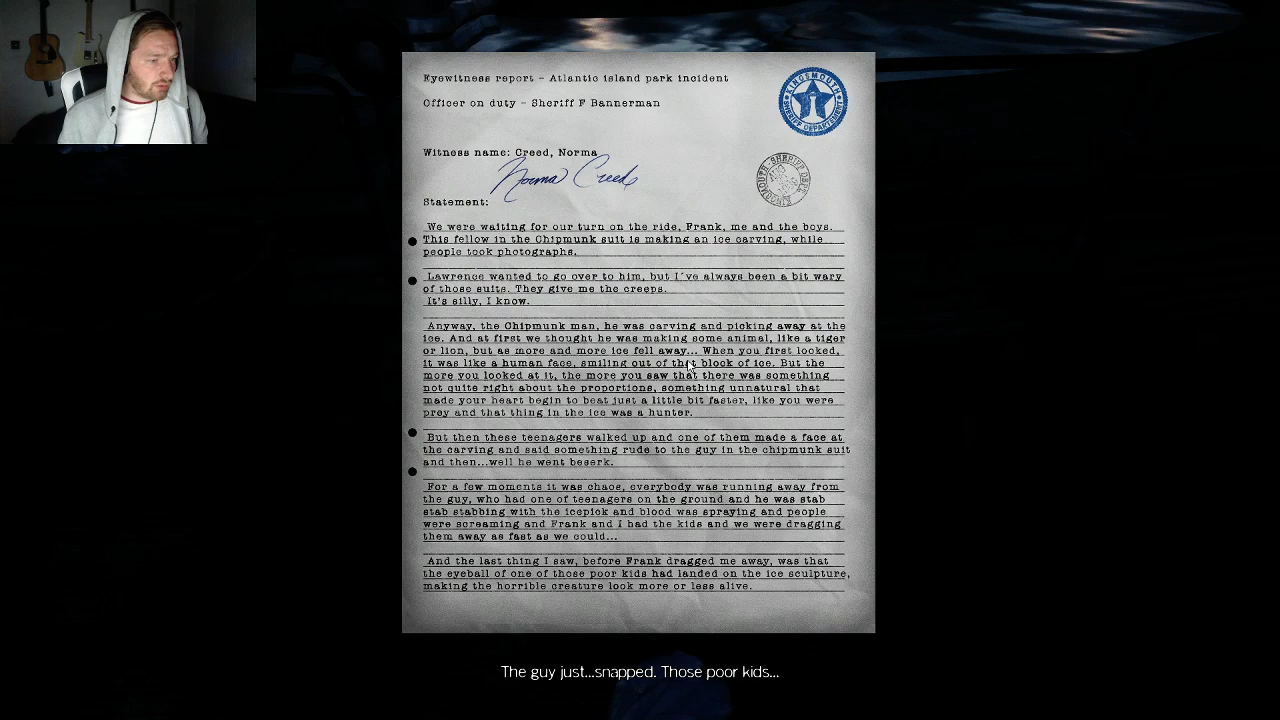 Eyewitness report - Atlantic island park incident
Officer on duty - Sheriff F Bannerman
KINGSMOUTH
SHERIFF DEPARTMENT
Witness name: Creed, Norma
Norma Creed
Statement:
We were waiting for our turn on the ride, Frank, me and the boys.
This fellow in the Chipmunk suit is making an ice carving, while
people took photographs.
Lawrence wanted to go over to him, but I´ve always been a bit wary
of those suits. They give me the creeps.
It's silly, I know.
Anyway, the Chipmunk man, he was carving and picking away at the
ice. And at first we thought he was making some animal, like a tiger
or lion, but as more and more ice fell away... When you first looked,
it was like a human face, smiling out of that block of ice. But the
more you looked at it, the more you saw that there was something
not quite right about the proportions, something unnatural that
made your heart begin to beat just a little bit faster, like you were
prey and that thing in the ice was a hunter.
But then these teenagers walked up and one of them made a face at
the carving and said something rude to the guy in the chipmunk suit
and then...well he went beserk.
For a few moments it was chaos, everybody was running away from
the guy, who had one of teenagers on the ground and he was stab
stab stabbing with the icepick and blood was spraying and people
were screaming and Frank and I had the kids and we were dragging
them away as fast as we could...
And the last thing I saw, before Frank dragged me away, was that
the eyeball of one of those poor kids had landed on the ice sculpture,
making the horrible creature look more or less alive.
The guy just...snapped. Those poor kids...